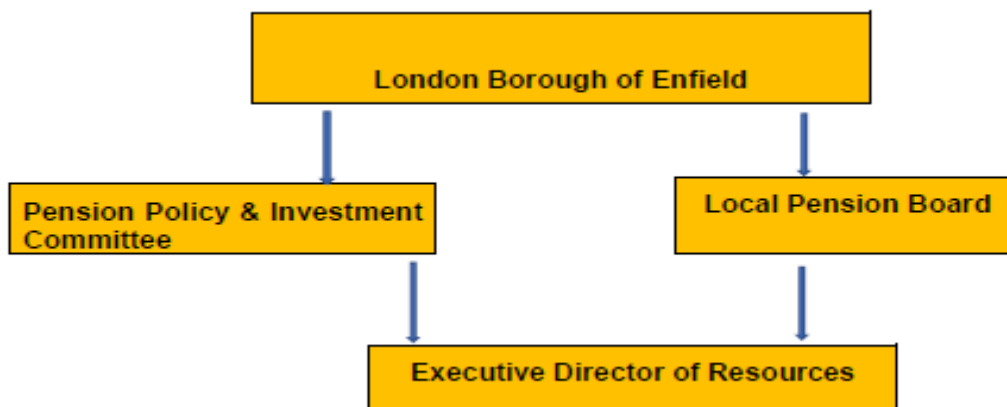 London Borough of Enfield
Pension Policy & Investment
Committee
Local Pension Board
Executive Director of Resources